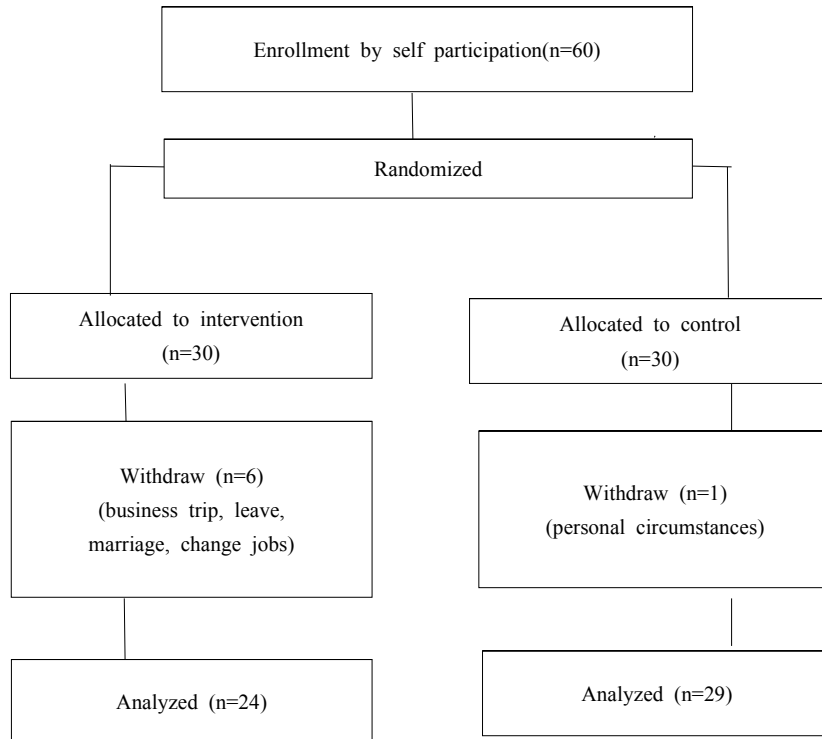 Enrollment by self participation(n=60)
Randomized
Allocated to intervention
(n=30)
Allocated to control
(n=30)
Withdraw (n=6)
(business trip, leave,
marriage, change jobs)
Withdraw (n=1)
(personal circumstances)
Analyzed (n=24)
Analyzed (n=29)